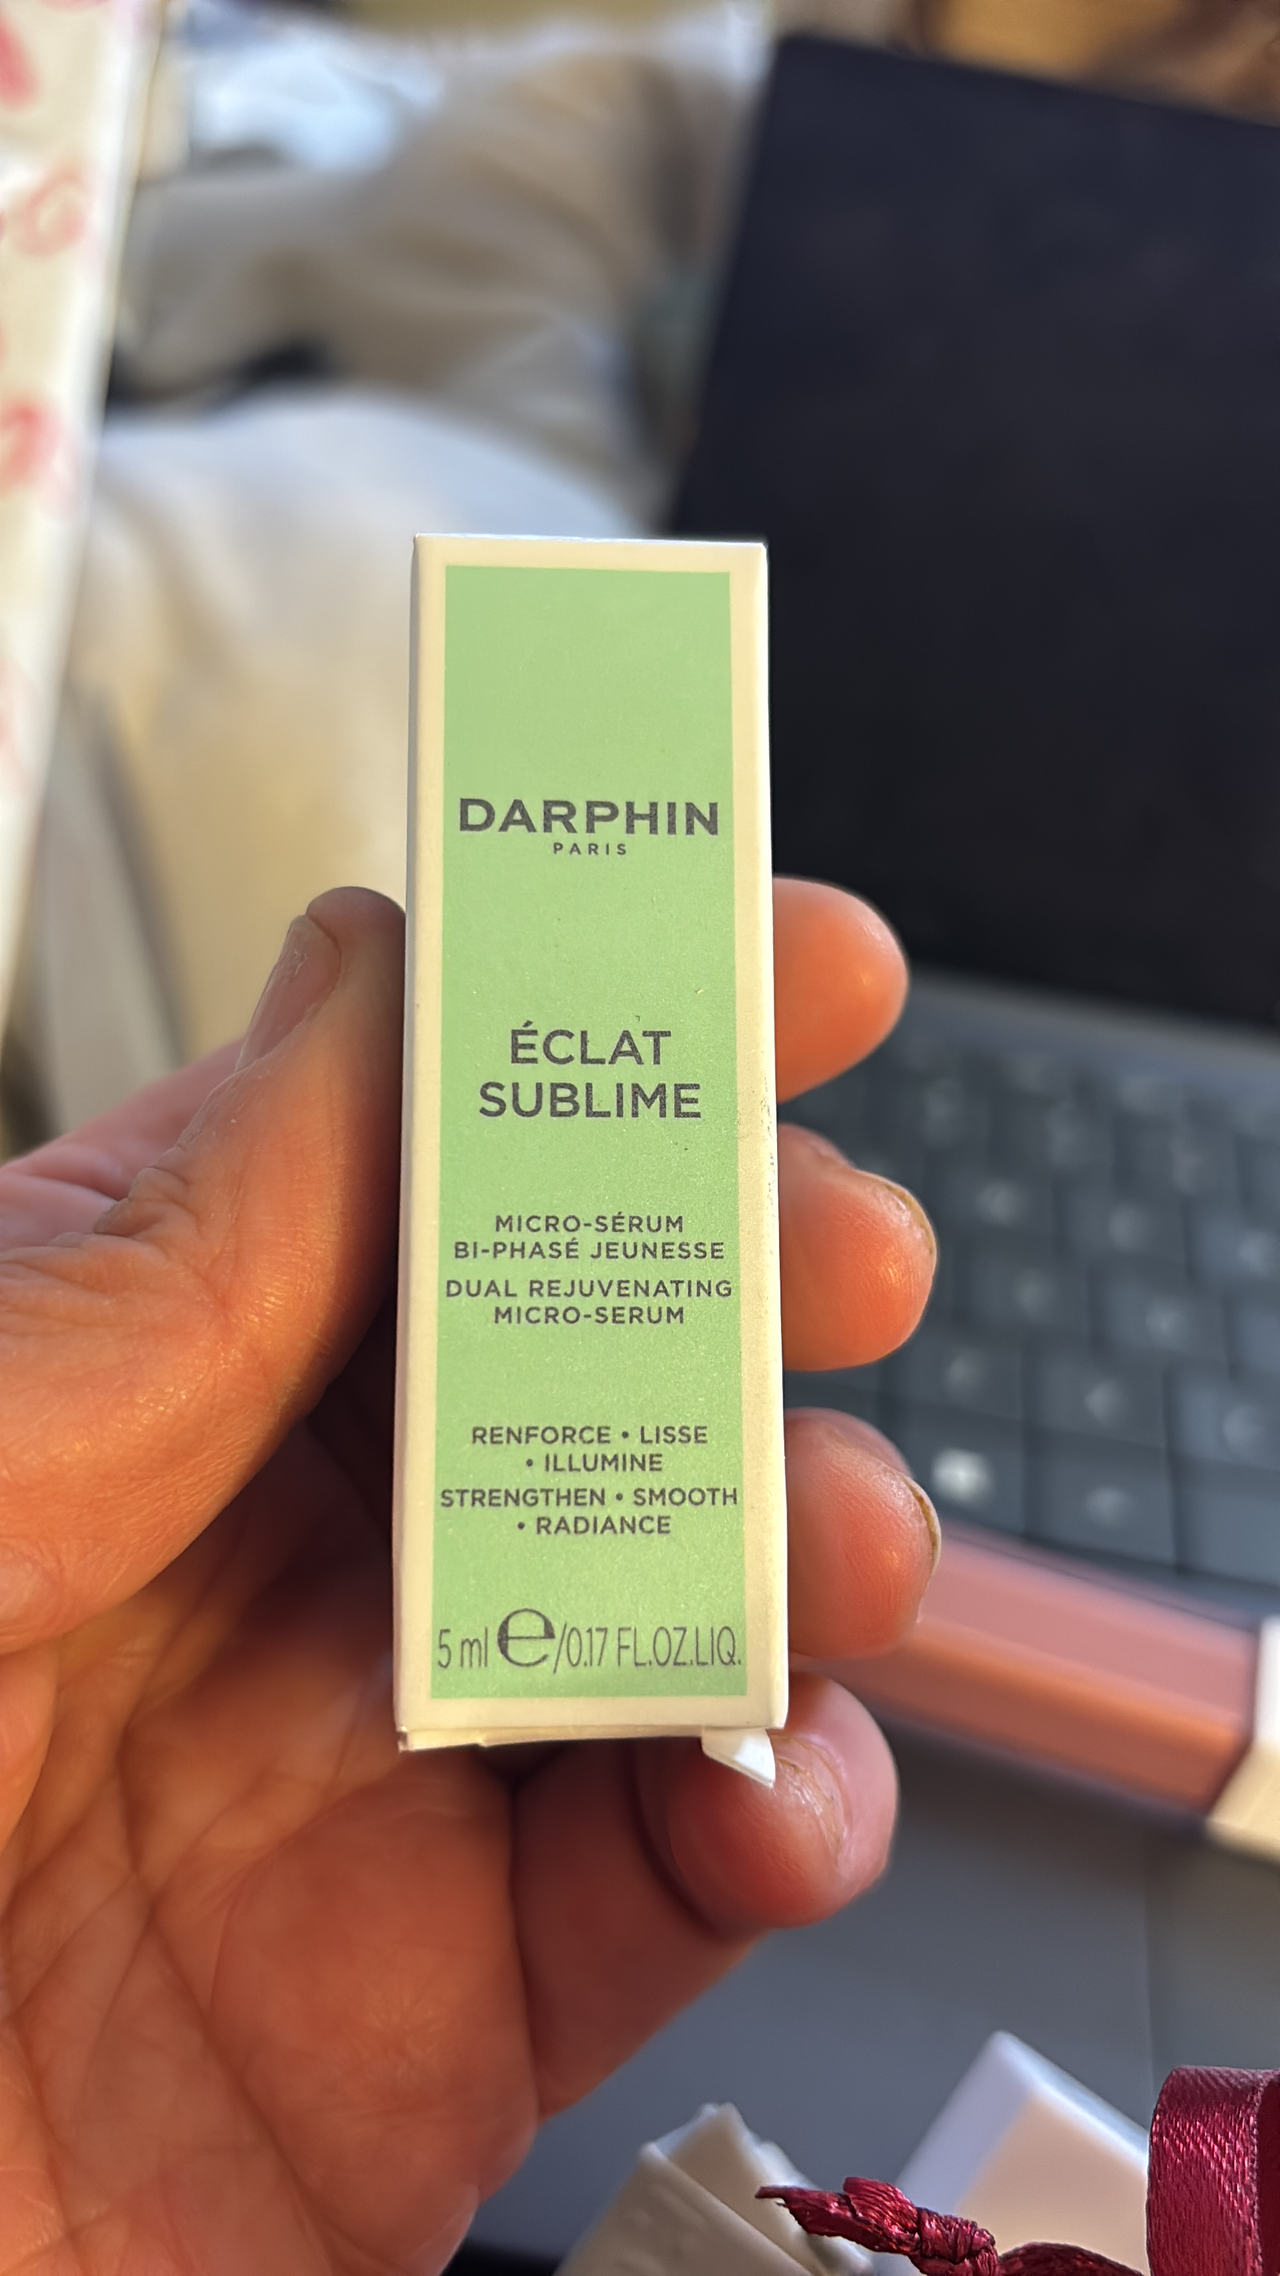 DARPHIN
PARIS
ÉCLAT
SUBLIME
MICRO-SÉRUM
BI-PHASÉ JEUNESSE
DUAL REJUVENATING
MICRO-SERUM
RENFORCE • LISSE
• ILLUMINE
STRENGTHEN • SMOOTH
• RADIANCE
5 ml e/0.17 FL.OZ.LIQ.